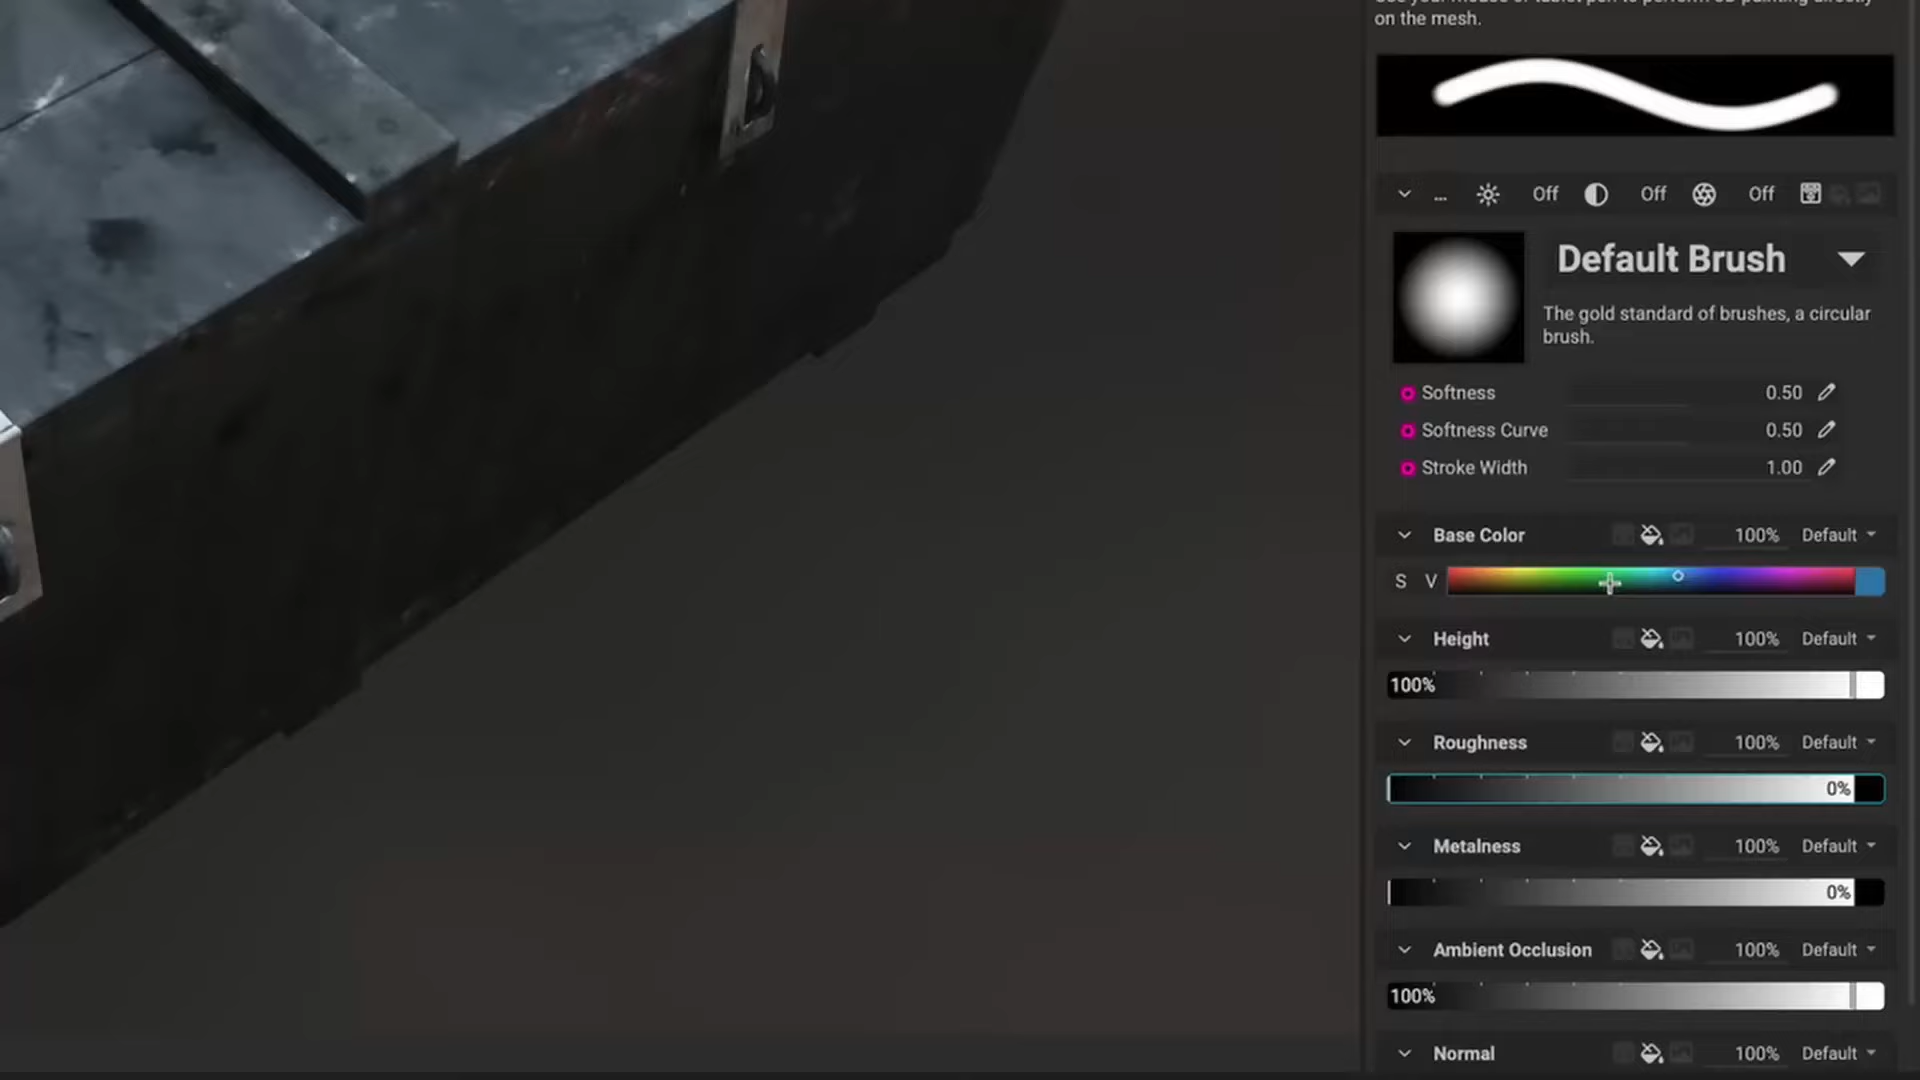 on the mesh.
... Off Off Off
Default Brush
The gold standard of brushes, a circular
brush.
Softness 0.50
Softness Curve 0.50
Stroke Width 1.00
Base Color 100% Default
S V
Height 100% Default
100%
Roughness 100% Default
0%
Metalness 100% Default
0%
Ambient Occlusion 100% Default
100%
Normal 100% Default